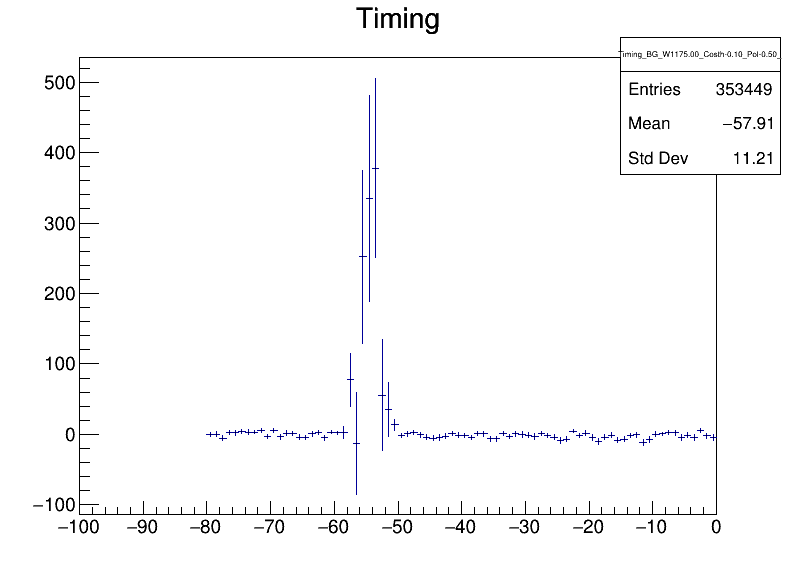 Timing
Timing_BG_W1175.00_Costh-0.10_Pol-0.50_
Entries 353449
Mean −57.91
Std Dev 11.21
500
400
300
200
100
0
−100
−100 −90 −80 −70 −60 −50 −40 −30 −20 −10 0